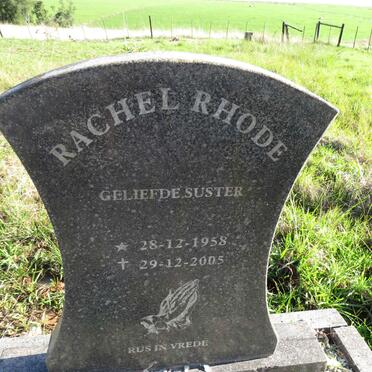 RACHEL RHODE
GELIEFDE SUSTER
☆ 28-12-1958
✝ 29-12-2005
RUS IN VREDE